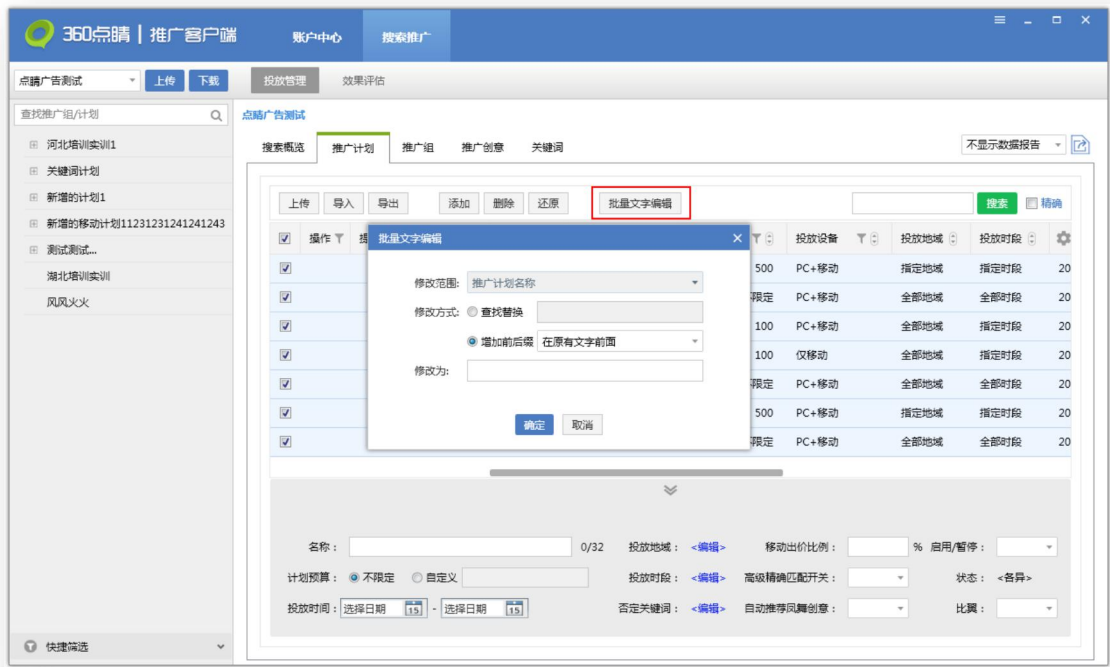 360点睛 | 推广客户端 账户中心 搜索推广
点睛广告测试 上传 下载 投放管理 效果评估
查找推广组/计划 点睛广告测试
河北培训实训1 搜索概览 推广计划 推广组 推广创意 关键词 不显示数据报告
关键词计划
新增的计划1 上传 导入 导出 添加 删除 还原 批量文字编辑 搜索 精确
新增的移动计划11231231241241243
测试测试...
湖北培训实训
风风火火
操作 批量文字编辑 投放设备 投放地域 投放时段
修改范围: 推广计划名称
修改方式: 查找替换
增加前后缀 在原有文字前面
修改为:
确定 取消
500 PC+移动 指定地域 指定时段 20
限定 PC+移动 全部地域 全部时段 20
100 PC+移动 全部地域 指定时段 20
100 仅移动 全部地域 指定时段 20
限定 PC+移动 全部地域 全部时段 20
500 PC+移动 指定地域 指定时段 20
限定 PC+移动 全部地域 全部时段 20
名称： 0/32 投放地域： <编辑> 移动出价比例： % 启用/暂停：
计划预算： 不限定 自定义 投放时段： <编辑> 高级精确匹配开关： 状态： <各异>
投放时间： 选择日期 15 - 选择日期 15 否定关键词： <编辑> 自动推荐凤舞创意： 比翼：
快捷筛选